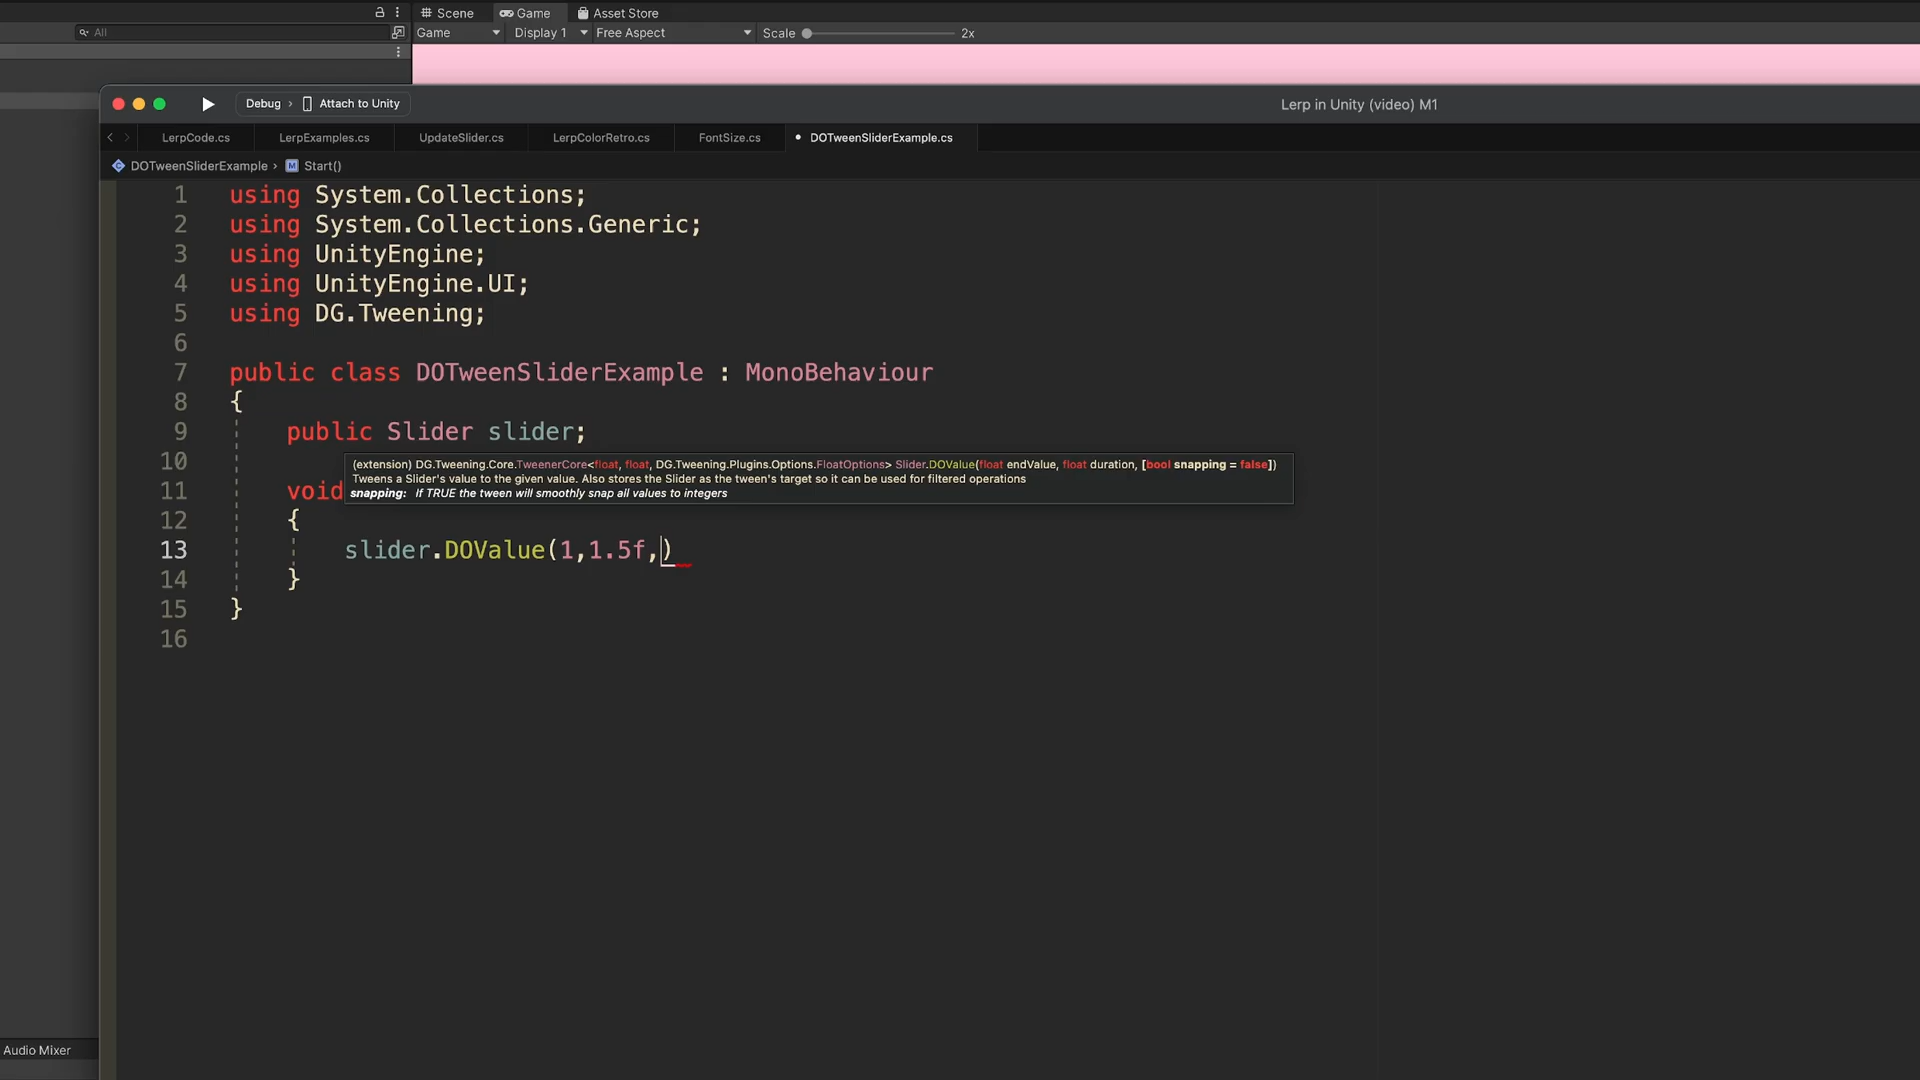 Scene Game Asset Store
All Game Display 1 Free Aspect Scale 2x
Debug › Attach to Unity Lerp in Unity (video) M1
LerpCode.cs LerpExamples.cs UpdateSlider.cs LerpColorRetro.cs FontSize.cs DOTweenSliderExample.cs
DOTweenSliderExample › M Start()
1 using System.Collections;
2 using System.Collections.Generic;
3 using UnityEngine;
4 using UnityEngine.UI;
5 using DG.Tweening;
6
7 public class DOTweenSliderExample : MonoBehaviour
8 {
9 public Slider slider;
10
(extension) DG.Tweening.Core.TweenerCore<float, float, DG.Tweening.Plugins.Options.FloatOptions> Slider.DOValue(float endValue, float duration, [bool snapping = false])
Tweens a Slider's value to the given value. Also stores the Slider as the tween's target so it can be used for filtered operations
snapping: If TRUE the tween will smoothly snap all values to integers
11 void
12 {
13 slider.DOValue(1,1.5f,)
14 }
15 }
16
Audio Mixer